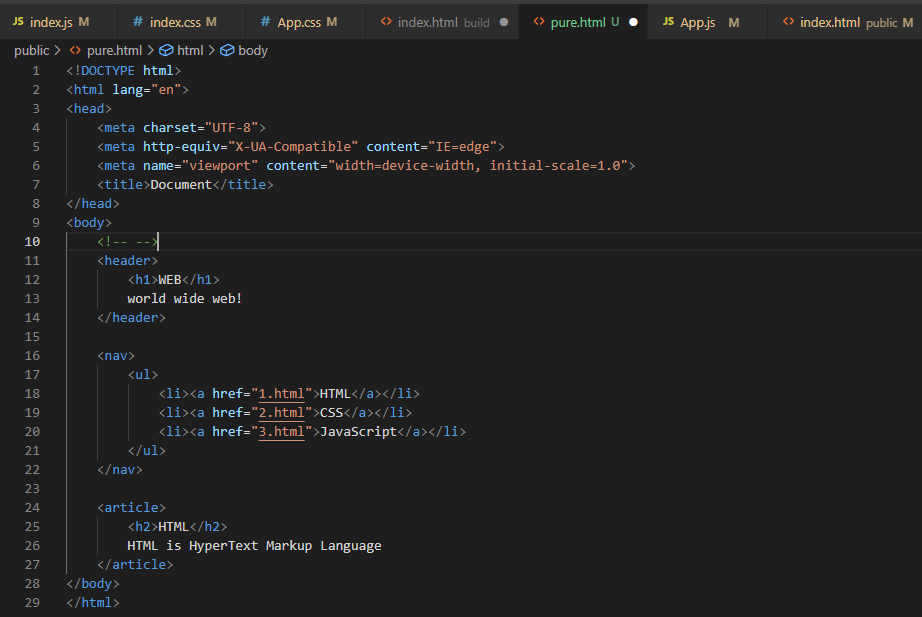 JS index.js M # index.css M # App.css M <> index.html build <> pure.html U JS App.js M <> index.html public M
public > <> pure.html > html > body
1 <!DOCTYPE html>
2 <html lang="en">
3 <head>
4 <meta charset="UTF-8">
5 <meta http-equiv="X-UA-Compatible" content="IE=edge">
6 <meta name="viewport" content="width=device-width, initial-scale=1.0">
7 <title>Document</title>
8 </head>
9 <body>
10 <!-- -->
11 <header>
12 <h1>WEB</h1>
13 world wide web!
14 </header>
15
16 <nav>
17 <ul>
18 <li><a href="1.html">HTML</a></li>
19 <li><a href="2.html">CSS</a></li>
20 <li><a href="3.html">JavaScript</a></li>
21 </ul>
22 </nav>
23
24 <article>
25 <h2>HTML</h2>
26 HTML is HyperText Markup Language
27 </article>
28 </body>
29 </html>